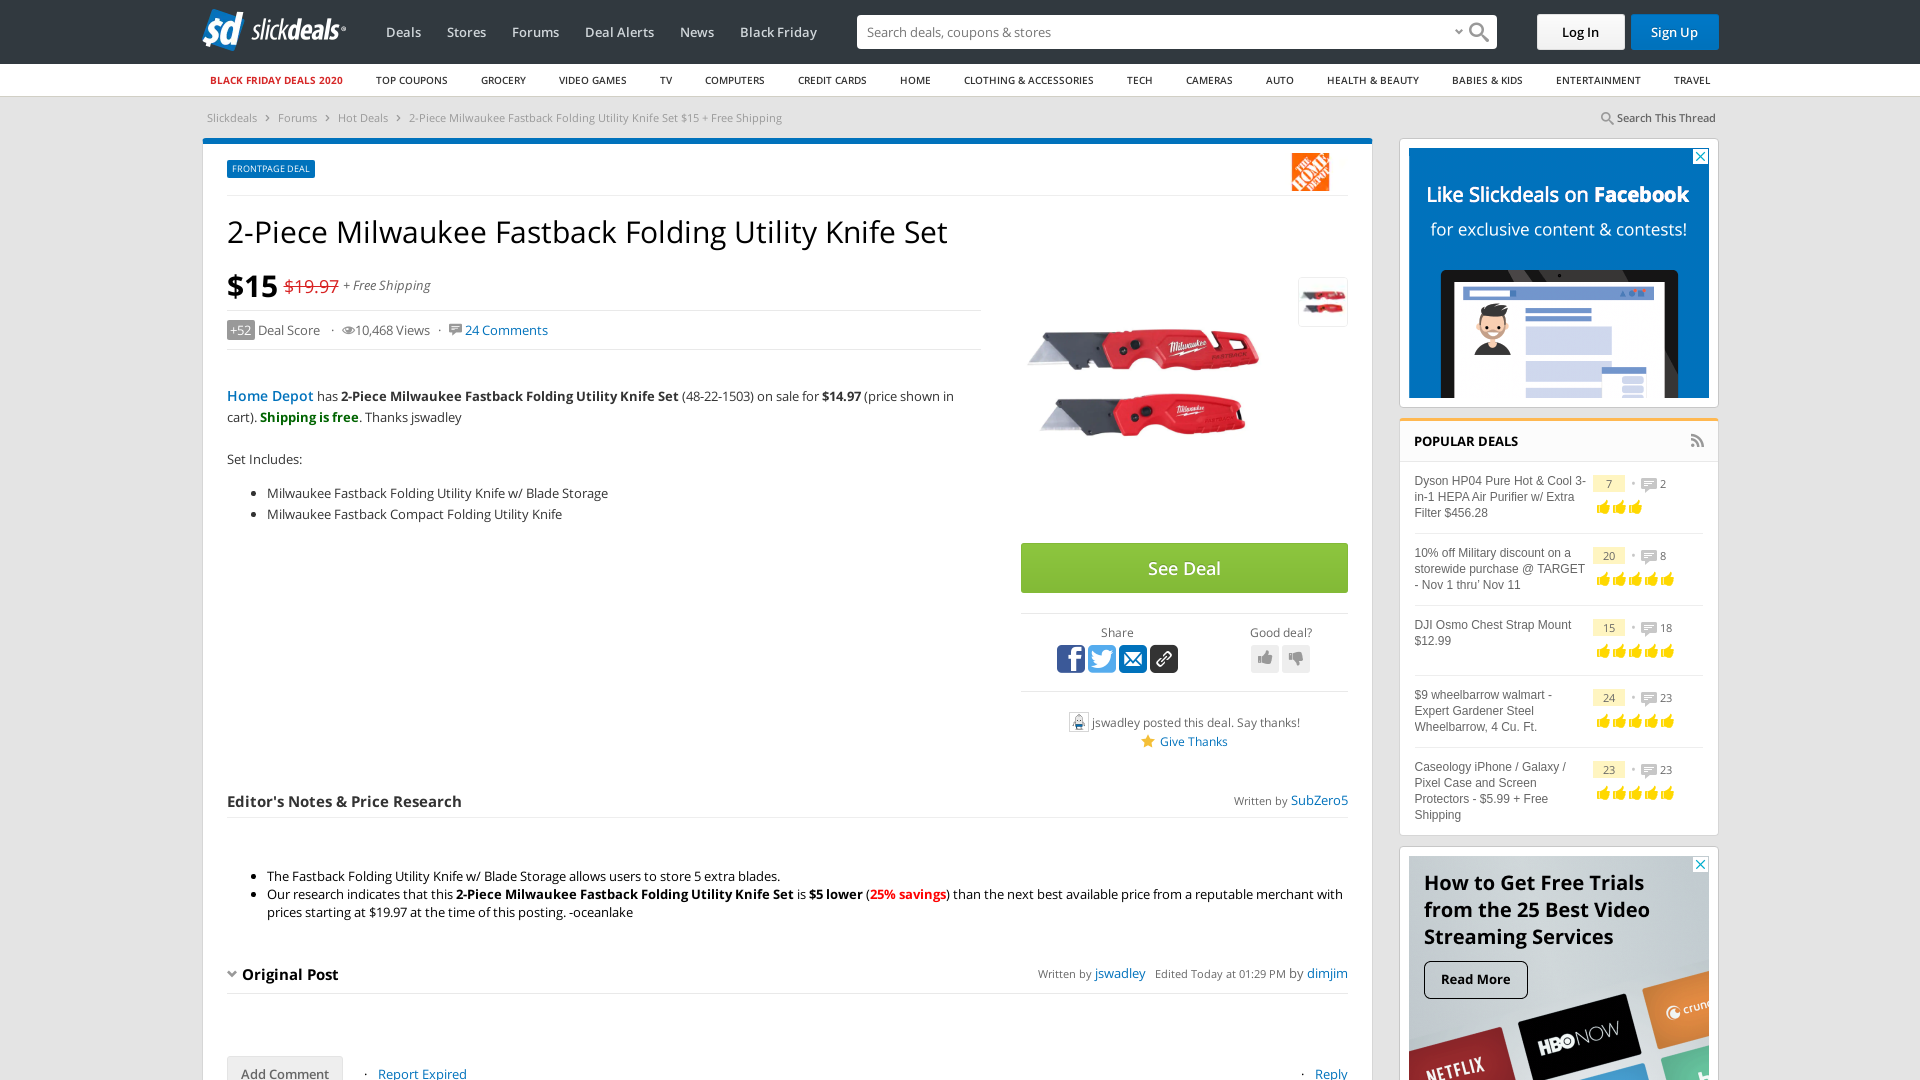 sd slickdeals
Deals Stores Forums Deal Alerts News Black Friday
Search deals, coupons & shops
Log In Sign Up
BLACK FRIDAY DEALS 2020 TOP COUPONS GROCERY VIDEO GAMES TV COMPUTERS CREDIT CARDS HOME CLOTHING & ACCESSORIES TECH CAMERAS AUTO HEALTH & BEAUTY BABIES & KIDS ENTERTAINMENT TRAVEL
Slickdeals › Forums › Hot Deals › 2-Piece Milwaukee Fastback Folding Utility Knife Set $15 + Free Shipping
Search This Thread
FRONTPAGE DEAL
THE HOME DEPOT
2-Piece Milwaukee Fastback Folding Utility Knife Set
$15 $19.97 + Free Shipping
+52 Deal Score · 10,468 Views · 24 Comments
Home Depot has 2-Piece Milwaukee Fastback Folding Utility Knife Set (48-22-1503) on sale for $14.97 (price shown in
cart). Shipping is free. Thanks jswadley
Set Includes:
• Milwaukee Fastback Folding Utility Knife w/ Blade Storage
• Milwaukee Fastback Compact Folding Utility Knife
Milwaukee
Milwaukee
See Deal
Share Good deal?
jswadley posted this deal. Say thanks!
Give Thanks
Editor's Notes & Price Research
Written by SubZero5
• The Fastback Folding Utility Knife w/ Blade Storage allows users to store 5 extra blades.
• Our research indicates that this 2-Piece Milwaukee Fastback Folding Utility Knife Set is $5 lower (25% savings) than the next best available price from a reputable merchant with
prices starting at $19.97 at the time of this posting. -oceanlake
Original Post
Written by jswadley Edited Today at 01:29 PM by dimjim
Add Comment · Report Expired · Reply
Like Slickdeals on Facebook
for exclusive content & contests!
POPULAR DEALS
Dyson HP04 Pure Hot & Cool 3-
in-1 HEPA Air Purifier w/ Extra
Filter $456.28
7 • 2
10% off Military discount on a
storewide purchase @ TARGET
- Nov 1 thru' Nov 11
20 • 8
DJI Osmo Chest Strap Mount
$12.99
15 • 18
$9 wheelbarrow walmart -
Expert Gardener Steel
Wheelbarrow, 4 Cu. Ft.
24 • 23
Caseology iPhone / Galaxy /
Pixel Case and Screen
Protectors - $5.99 + Free
Shipping
23 • 23
How to Get Free Trials
from the 25 Best Video
Streaming Services
Read More
HBO NOW
NETFLIX